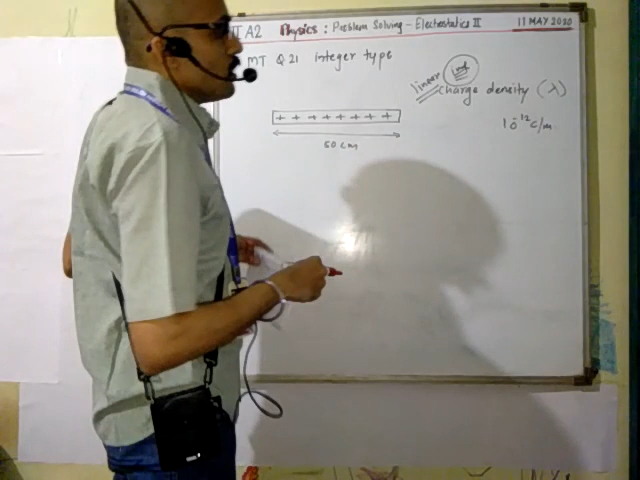 A2 Physics: Problem Solving - Electrostatics II 11 MAY 2020
MT Q 21 Integer type
linear charge density (λ)
+ + + + + + + +
10⁻¹² C/m
50 cm